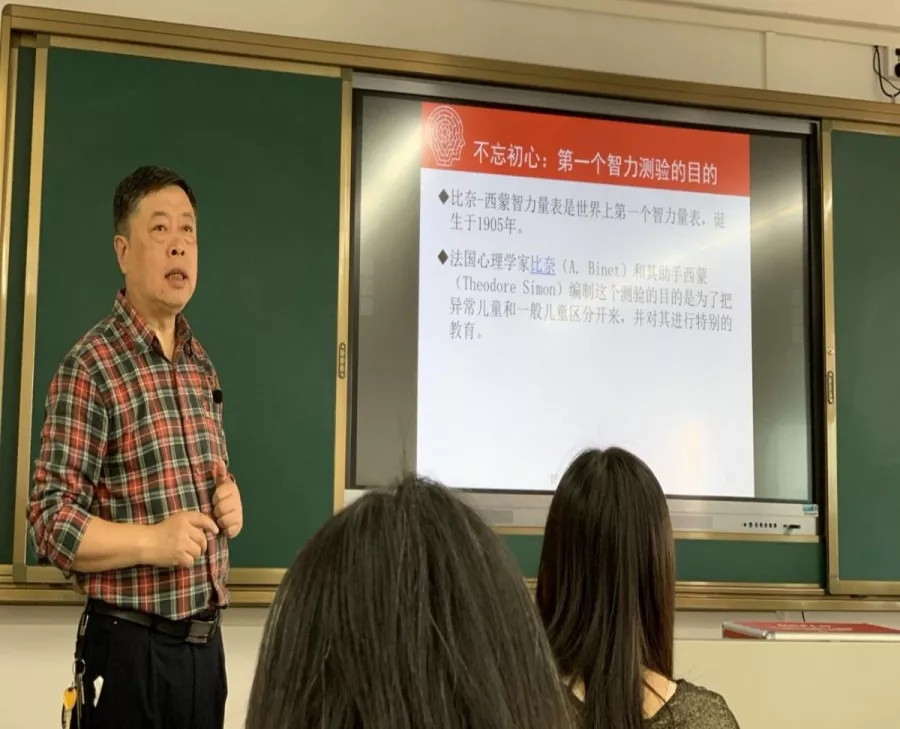 不忘初心：第一个智力测验的目的
◆比奈-西蒙智力量表是世界上第一个智力量表，诞
生于1905年。
◆法国心理学家比奈（A. Binet）和其助手西蒙
（Theodore Simon）编制这个测验的目的是为了把
异常儿童和一般儿童区分开来，并对其进行特别的
教育。